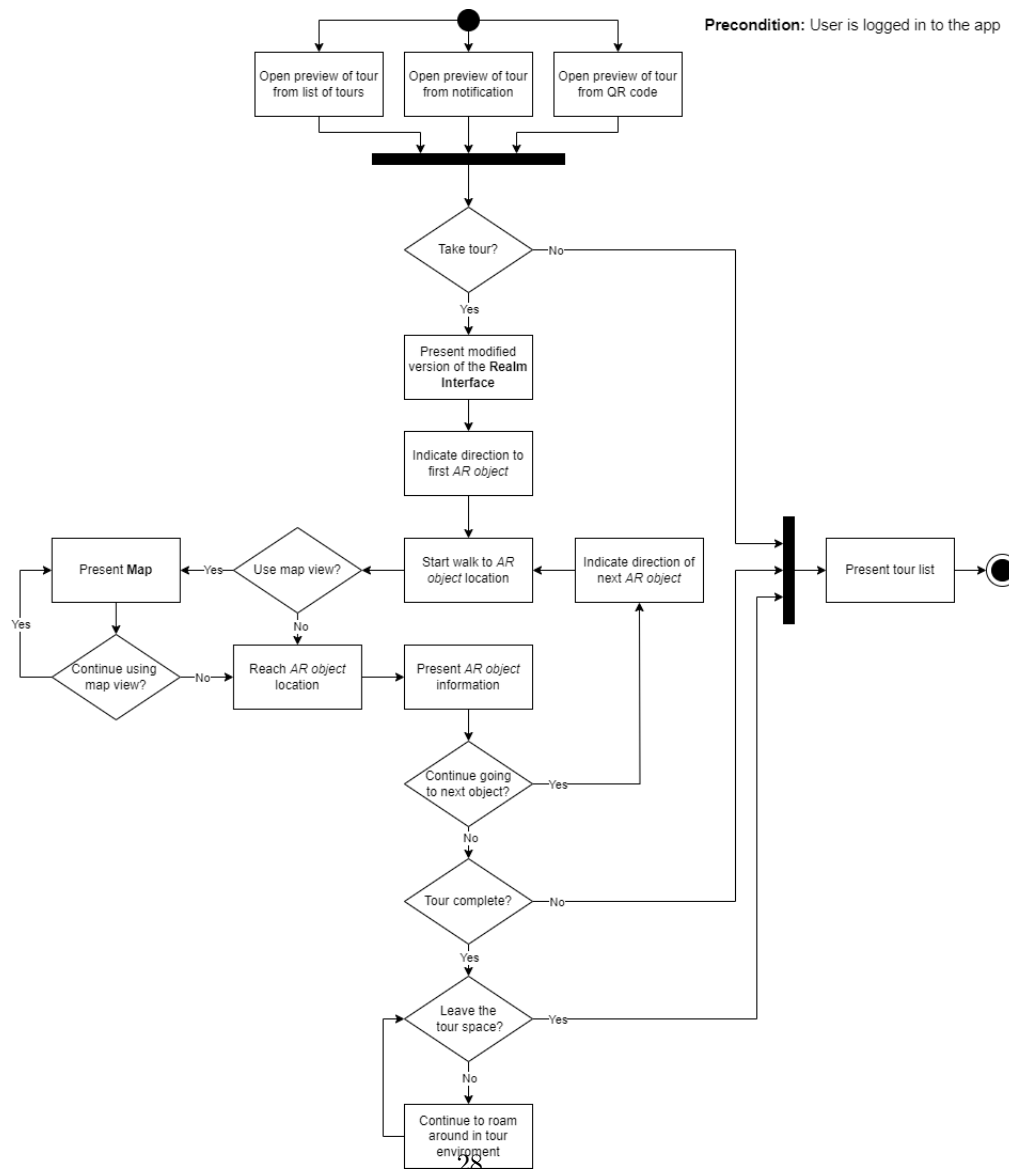 Precondition: User is logged in to the app
Open preview of tour
from list of tours
Open preview of tour
from notification
Open preview of tour
from QR code
Take tour?
No
Yes
Present modified
version of the Realm
Interface
Indicate direction to
first AR object
Present Map
Yes
Use map view?
Start walk to AR
object location
Indicate direction of
next AR object
Present tour list
Yes
No
Continue using
map view?
No
Reach AR object
location
Present AR object
information
Continue going
to next object?
Yes
No
Tour complete?
No
Yes
Leave the
tour space?
Yes
No
Continue to roam
around in tour
enviroment
28